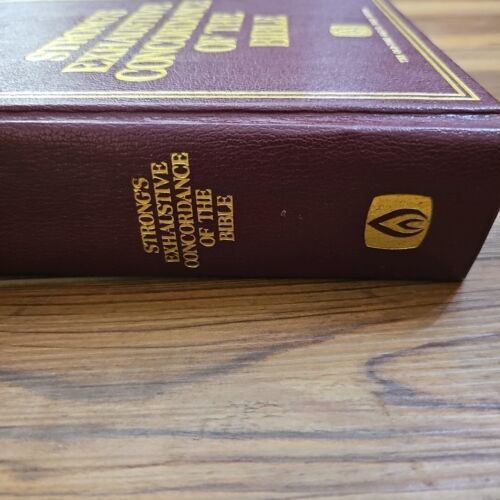 STRONG'S
EXHAUSTIVE
CONCORDANCE
OF THE
BIBLE
STRONG'S
EXHAUSTIVE
CONCORDANCE
OF THE
BIBLE